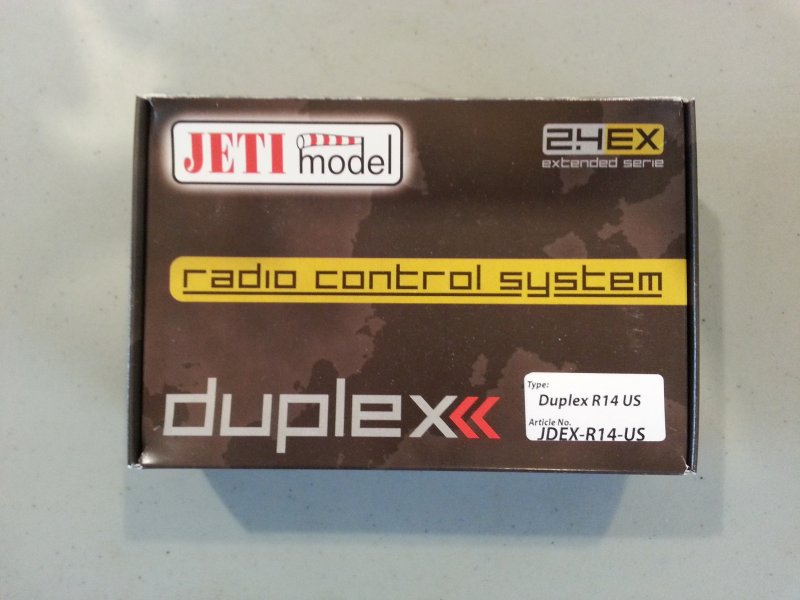 JETI model
2.4EX
extended serie
radio control system
duplex
Type:
Duplex R14 US
Article No.
JDEX-R14-US